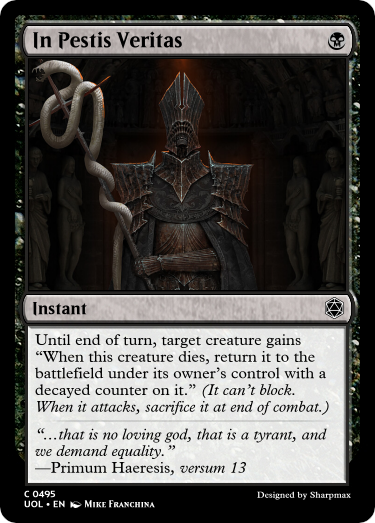 In Pestis Veritas
Instant
Until end of turn, target creature gains
“When this creature dies, return it to the
battlefield under its owner’s control with a
decayed counter on it.” (It can’t block.
When it attacks, sacrifice it at end of combat.)
“…that is no loving god, that is a tyrant, and
we demand equality.”
—Primum Haeresis, versum 13
C 0495
UOL • EN Mike Franchina
Designed by Sharpmax